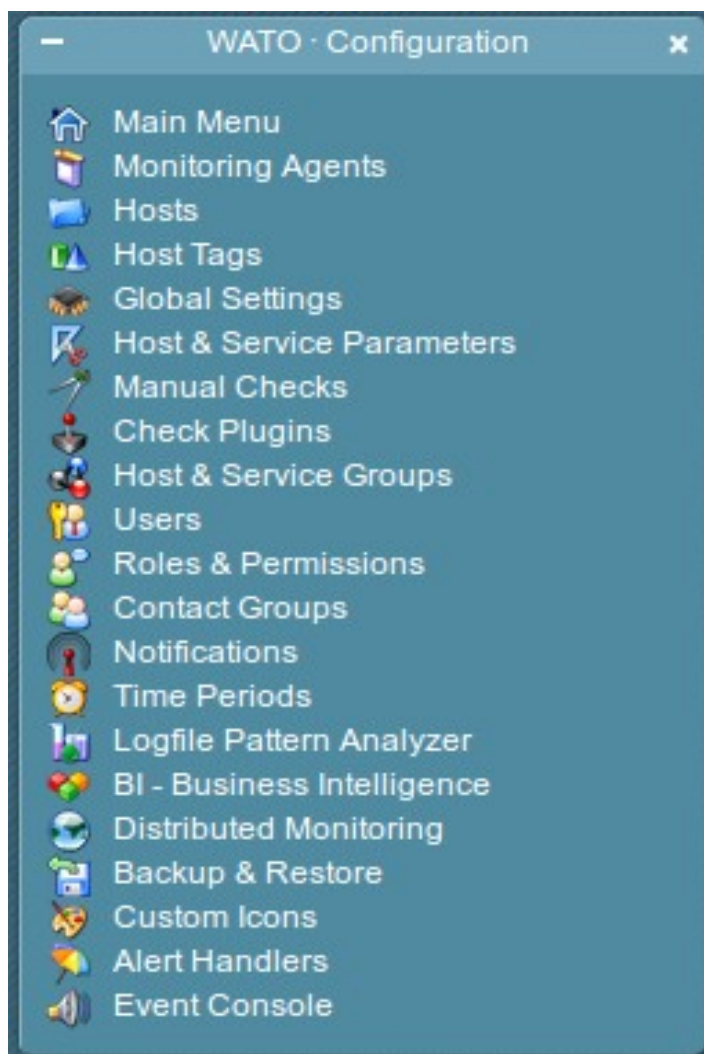 WATO · Configuration
Main Menu
Monitoring Agents
Hosts
Host Tags
Global Settings
Host & Service Parameters
Manual Checks
Check Plugins
Host & Service Groups
Users
Roles & Permissions
Contact Groups
Notifications
Time Periods
Logfile Pattern Analyzer
BI - Business Intelligence
Distributed Monitoring
Backup & Restore
Custom Icons
Alert Handlers
Event Console